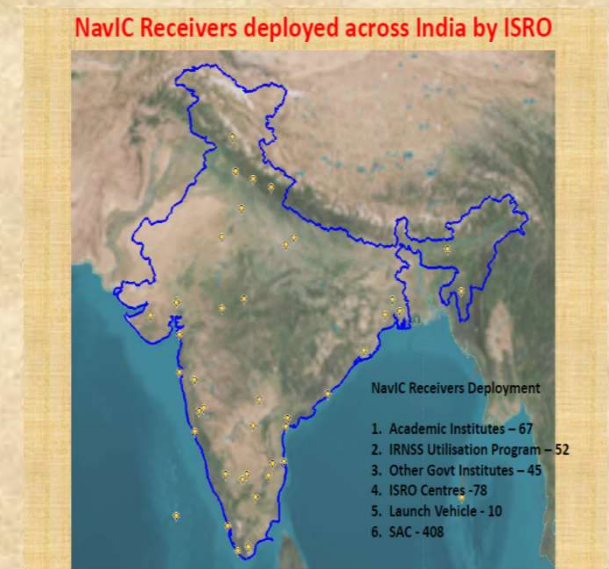 NavIC Receivers deployed across India by ISRO
NavIC Receivers Deployment
1. Academic Institutes – 67
2. IRNSS Utilisation Program – 52
3. Other Govt Institutes – 45
4. ISRO Centres -78
5. Launch Vehicle - 10
6. SAC - 408